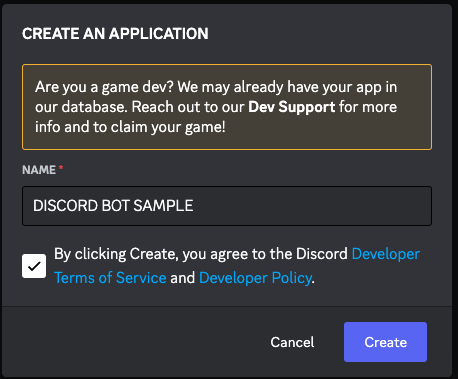 CREATE AN APPLICATION
Are you a game dev? We may already have your app in
our database. Reach out to our Dev Support for more
info and to claim your game!
NAME *
DISCORD BOT SAMPLE
By clicking Create, you agree to the Discord Developer
Terms of Service and Developer Policy.
Cancel
Create